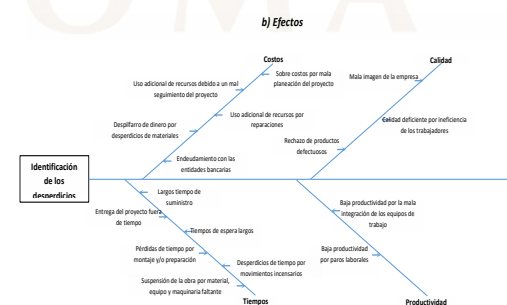 b) Efectos
Costos
Calidad
Sobre costos por mala
planeación del proyecto
Uso adicional de recursos debido a un mal
seguimiento del proyecto
Mala imagen de la empresa
Uso adicional de recursos por
reparaciones
Despilfarro de dinero por
desperdicios de materiales
Calidad deficiente por ineficiencia
de los trabajadores
Rechazo de productos
defectuosos
Endeudamiento con las
entidades bancarias
Identificación
de los
desperdicios
Largos tiempo de
suministro
Entrega del proyecto fuera
de tiempo
Tiempos de espera largos
Pérdidas de tiempo por
montaje y/o preparación
Desperdicios de tiempo por
movimientos incensarios
Suspensión de la obra por material,
equipo y maquinaria faltante
Baja productividad por la mala
integración de los equipos de
trabajo
Baja productividad
por paros laborales
Tiempos
Productividad